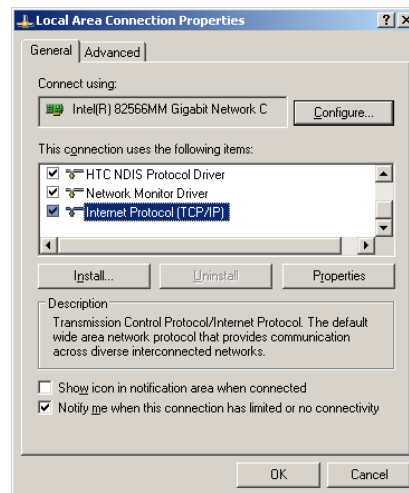 Local Area Connection Properties
General
Advanced
Connect using:
Intel(R) 82566MM Gigabit Network C
Configure...
This connection uses the following items:
HTC NDIS Protocol Driver
Network Monitor Driver
Internet Protocol (TCP/IP)
Install...
Uninstall
Properties
Description
Transmission Control Protocol/Internet Protocol. The default
wide area network protocol that provides communication
across diverse interconnected networks.
Show icon in notification area when connected
Notify me when this connection has limited or no connectivity
OK
Cancel